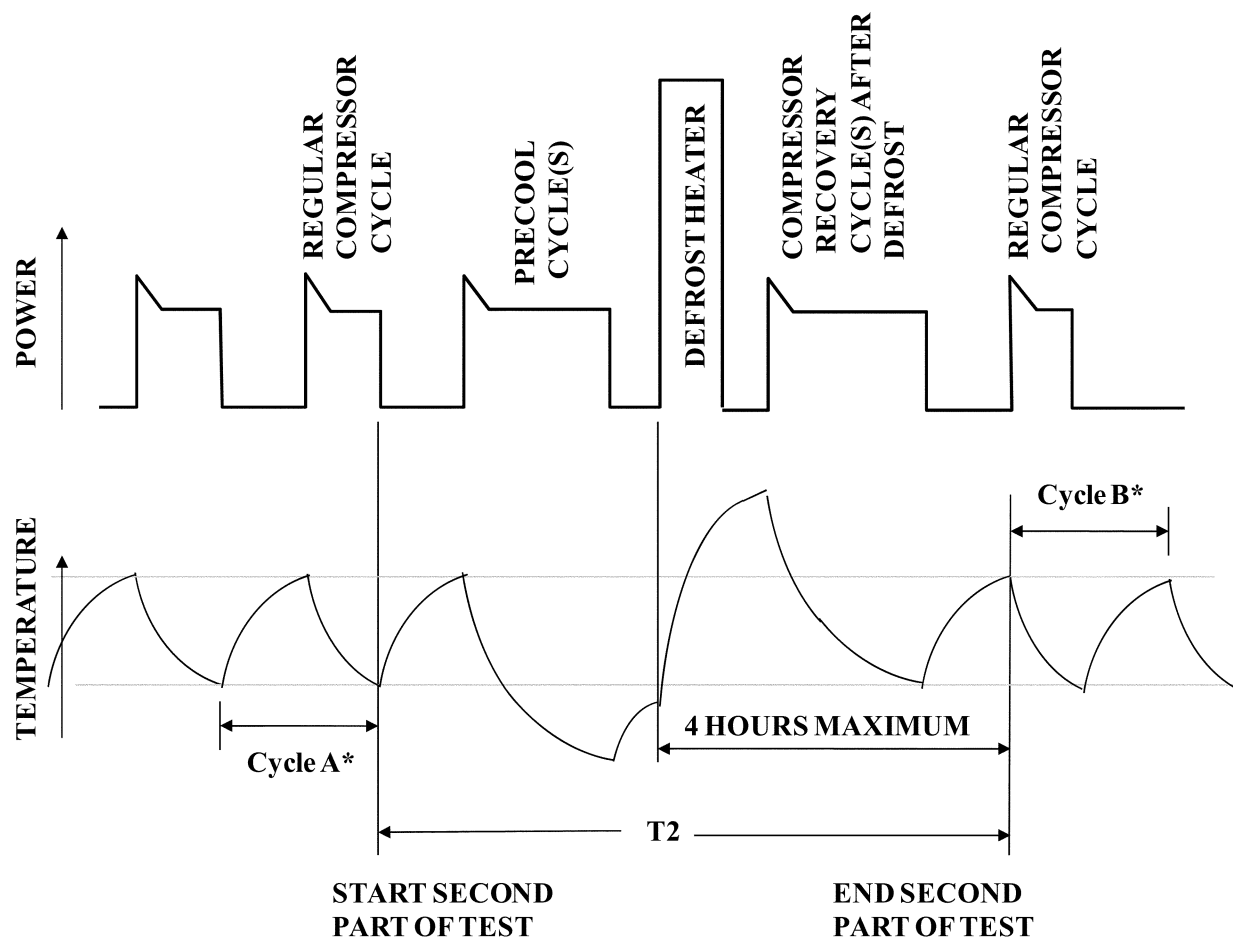 REGULAR
COMPRESSOR
CYCLE
PRECOOL
CYCLE(S)
DEFROST HEATER
COMPRESSOR
RECOVERY
CYCLE(S) AFTER
DEFROST
REGULAR
COMPRESSOR
CYCLE
POWER
TEMPERATURE
Cycle A*
Cycle B*
4 HOURS MAXIMUM
T2
START SECOND
PART OF TEST
END SECOND
PART OF TEST